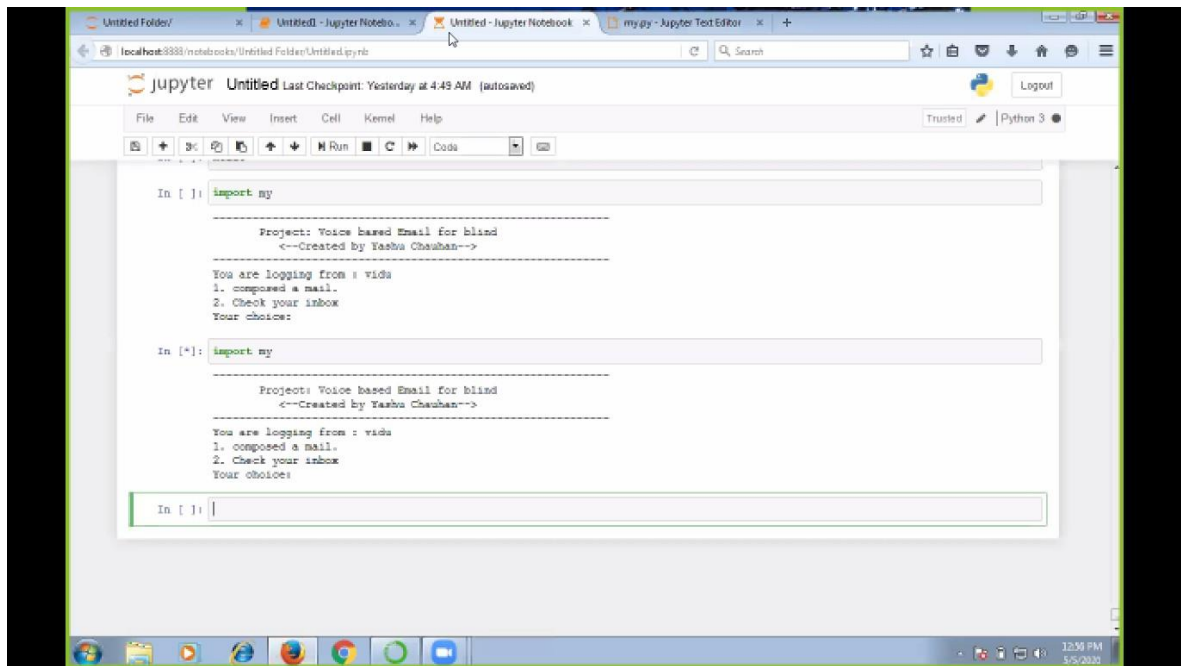 Untitled Folder/
Untitled1 - Jupyter Notebo...
Untitled - Jupyter Notebook
my.py - Jupyter Text Editor
localhost:8888/notebooks/Untitled Folder/Untitled.ipynb
Search
jupyter Untitled Last Checkpoint: Yesterday at 4:49 AM (autosaved)
Logout
File Edit View Insert Cell Kernel Help
Trusted Python 3
Run Code
In [ ]: import my
------------------------------------------------------------
Project: Voice based Email for blind
<--Created by Yashu Chauhan-->
------------------------------------------------------------
You are logging from : vidu
1. composed a mail.
2. Check your inbox
Your choice:
In [*]: import my
------------------------------------------------------------
Project: Voice based Email for blind
<--Created by Yashu Chauhan-->
------------------------------------------------------------
You are logging from : vidu
1. composed a mail.
2. Check your inbox
Your choice:
In [ ]:
12:56 PM
5/5/2020